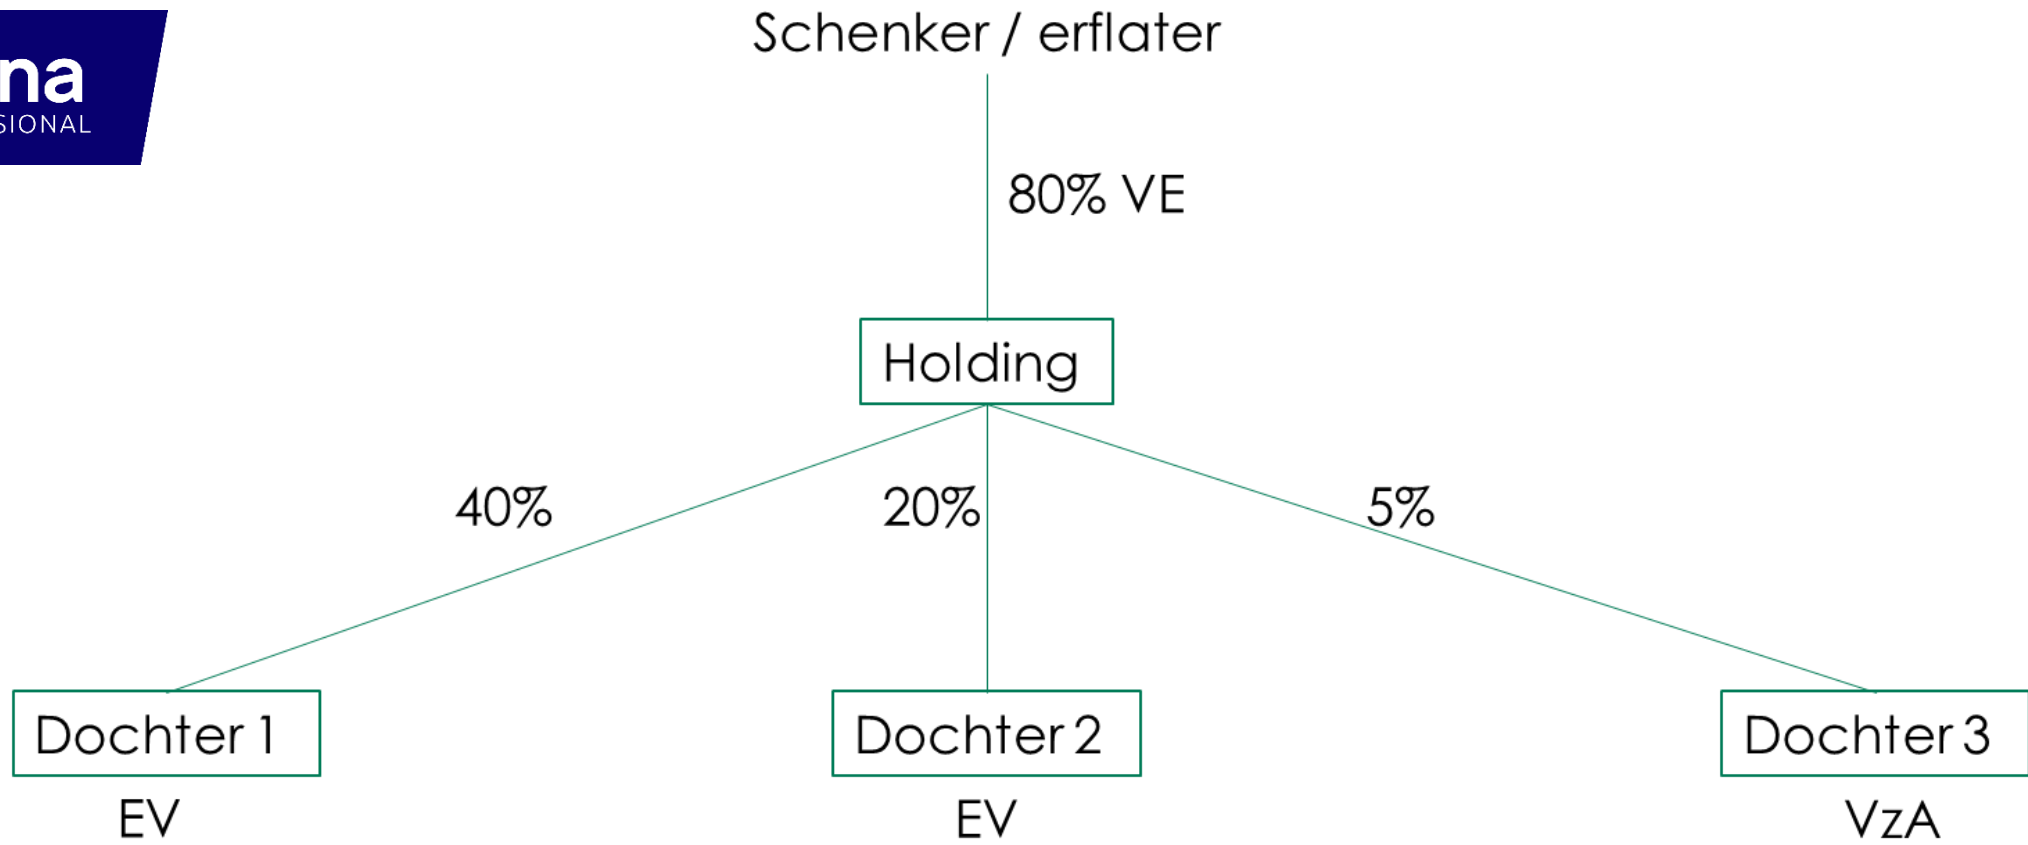 Schenker / erflater
na
SIONAL
80% VE
Holding
40%
20%
5%
Dochter 1
Dochter 2
Dochter 3
EV
EV
VzA